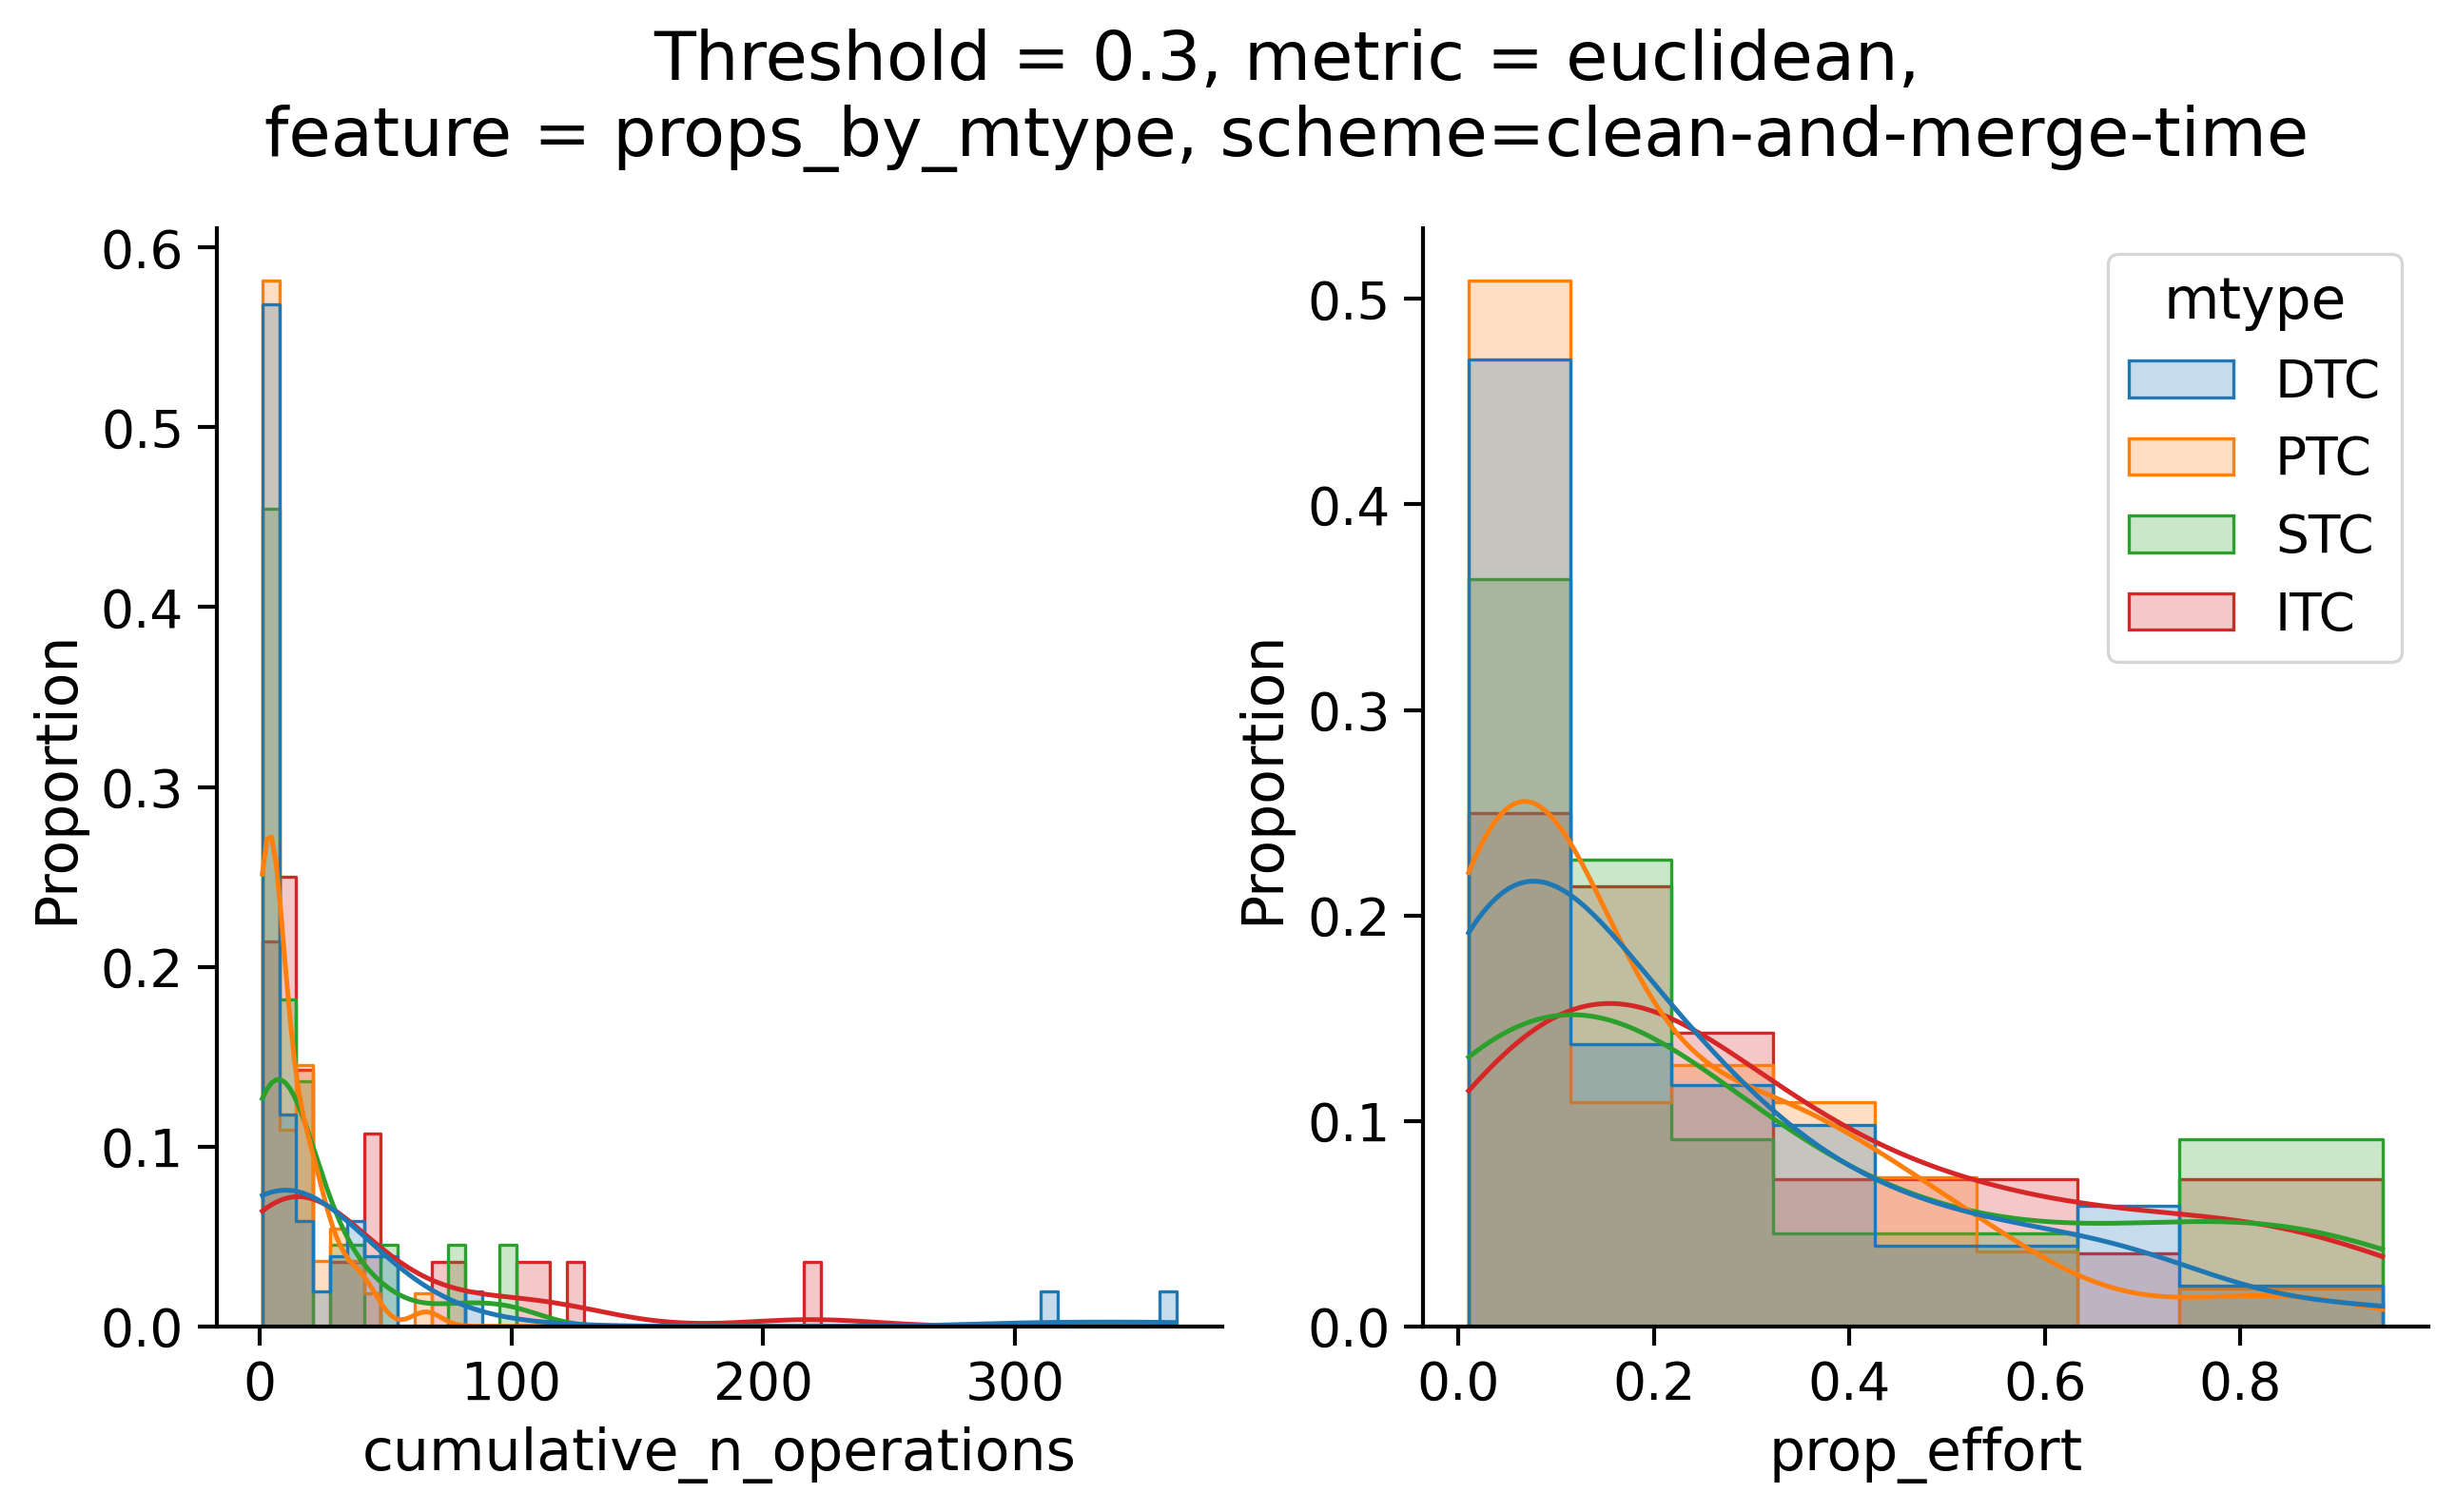 Threshold = 0.3, metric = euclidean,
feature = props_by_mtype, scheme=clean-and-merge-time
0.6
0.5
0.4
0.3
0.2
0.1
0.0
Proportion
0
100
200
300
cumulative_n_operations
0.5
0.4
0.3
0.2
0.1
0.0
Proportion
0.0
0.2
0.4
0.6
0.8
prop_effort
mtype
DTC
PTC
STC
ITC